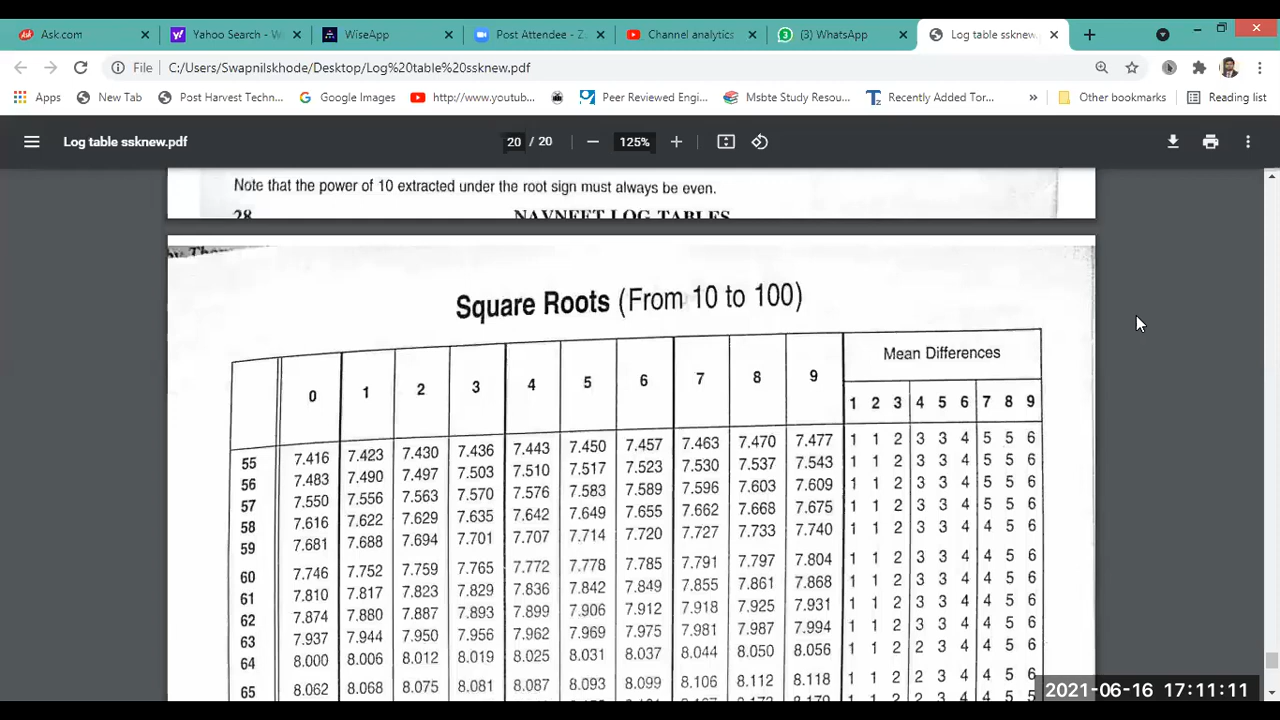 Ask.com
Yahoo Search - W
WiseApp
Post Attendee - Z
Channel analytics
(3) WhatsApp
Log table ssknew.p
File C:/Users/Swapnilskhode/Desktop/Log%20table%20ssknew.pdf
Apps New Tab Post Harvest Techn... Google Images http://www.youtub... Peer Reviewed Engi... Msbte Study Resou... Recently Added Tor... » Other bookmarks Reading list
Log table ssknew.pdf 20 / 20 125%
Note that the power of 10 extracted under the root sign must always be even.
28 NAVNEET LOG TABLES
Square Roots (From 10 to 100)
Mean Differences
0 1 2 3 4 5 6 7 8 9 1 2 3 4 5 6 7 8 9
55 7.416 7.423 7.430 7.436 7.443 7.450 7.457 7.463 7.470 7.477 1 1 2 3 3 4 5 5 6
56 7.483 7.490 7.497 7.503 7.510 7.517 7.523 7.530 7.537 7.543 1 1 2 3 3 4 5 5 6
57 7.550 7.556 7.563 7.570 7.576 7.583 7.589 7.596 7.603 7.609 1 1 2 3 3 4 5 5 6
58 7.616 7.622 7.629 7.635 7.642 7.649 7.655 7.662 7.668 7.675 1 1 2 3 3 4 5 5 6
59 7.681 7.688 7.694 7.701 7.707 7.714 7.720 7.727 7.733 7.740 1 1 2 3 3 4 4 5 6
60 7.746 7.752 7.759 7.765 7.772 7.778 7.785 7.791 7.797 7.804 1 1 2 3 3 4 4 5 6
61 7.810 7.817 7.823 7.829 7.836 7.842 7.849 7.855 7.861 7.868 1 1 2 3 3 4 4 5 6
62 7.874 7.880 7.887 7.893 7.899 7.906 7.912 7.918 7.925 7.931 1 1 2 3 3 4 4 5 6
63 7.937 7.944 7.950 7.956 7.962 7.969 7.975 7.981 7.987 7.994 1 1 2 3 3 4 4 5 6
64 8.000 8.006 8.012 8.019 8.025 8.031 8.037 8.044 8.050 8.056 1 1 2 2 3 4 4 5 6
65 8.062 8.068 8.075 8.081 8.087 8.093 8.099 8.106 8.112 8.118 1 1 2 2 3 4 4 5 6
2021-06-16 17:11:11